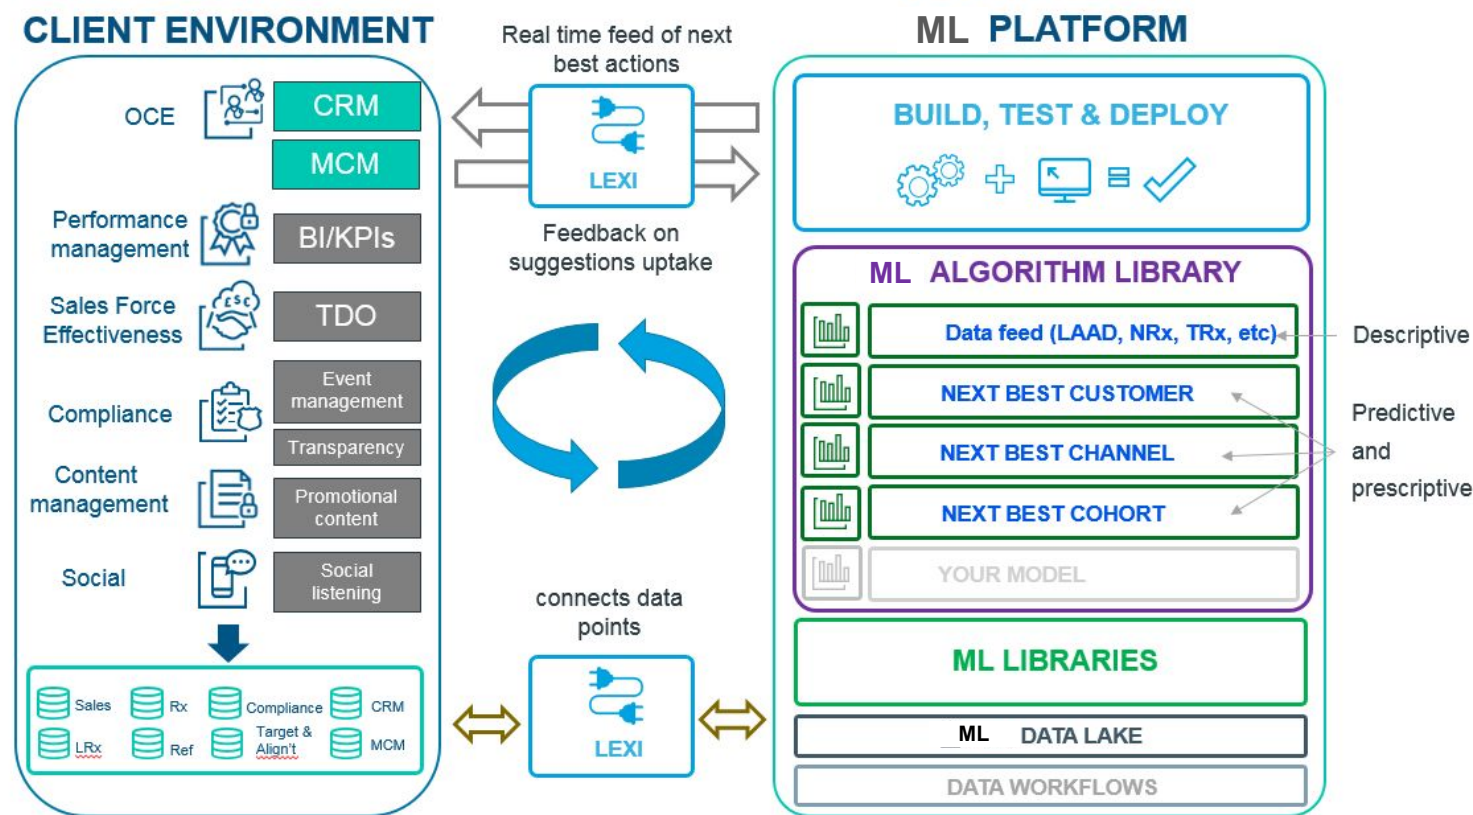 CLIENT ENVIRONMENT
OCE
CRM
MCM
Performance
management
BI/KPIs
Sales Force
Effectiveness
TDO
Compliance
Event
management
Transparency
Content
management
Promotional
content
Social
Social
listening
Sales
Rx
Compliance
CRM
LRx
Ref
Target &
Align't
MCM
Real time feed of next
best actions
LEXI
Feedback on
suggestions uptake
connects data
points
LEXI
ML PLATFORM
BUILD, TEST & DEPLOY
ML ALGORITHM LIBRARY
Data feed (LAAD, NRx, TRx, etc)
NEXT BEST CUSTOMER
NEXT BEST CHANNEL
NEXT BEST COHORT
YOUR MODEL
ML LIBRARIES
__ML DATA LAKE
DATA WORKFLOWS
Descriptive
Predictive
and
prescriptive